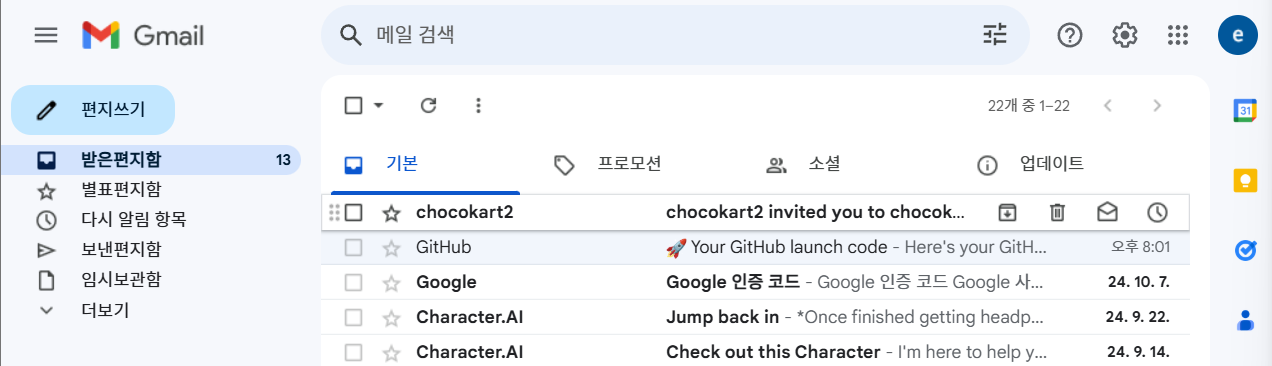 Gmail
메일 검색
e
편지쓰기
22개 중 1–22
31
받은편지함 13
기본 프로모션 소셜 업데이트
별표편지함
다시 알림 항목
보낸편지함
임시보관함
더보기
chocokart2 chocokart2 invited you to chocok...
GitHub 🚀 Your GitHub launch code - Here's your GitH... 오후 8:01
Google Google 인증 코드 - Google 인증 코드 Google 사... 24. 10. 7.
Character.AI Jump back in - *Once finished getting headp... 24. 9. 22.
Character.AI Check out this Character - I'm here to help y... 24. 9. 14.